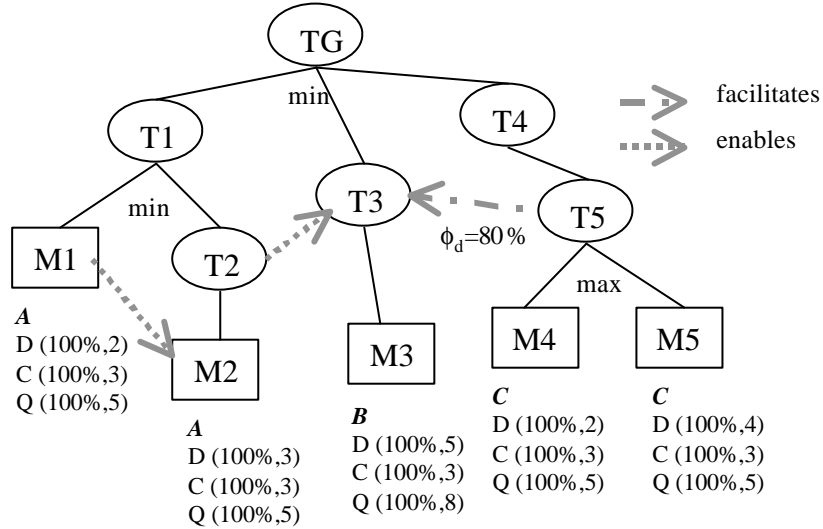 TG
min
T1
T4
facilitates
enables
min
T3
T5
ϕd=80%
M1
T2
max
A
D (100%,2)
C (100%,3)
Q (100%,5)
M2
M3
M4
M5
A
D (100%,3)
C (100%,3)
Q (100%,5)
B
D (100%,5)
C (100%,3)
Q (100%,8)
C
D (100%,2)
C (100%,3)
Q (100%,5)
C
D (100%,4)
C (100%,3)
Q (100%,5)